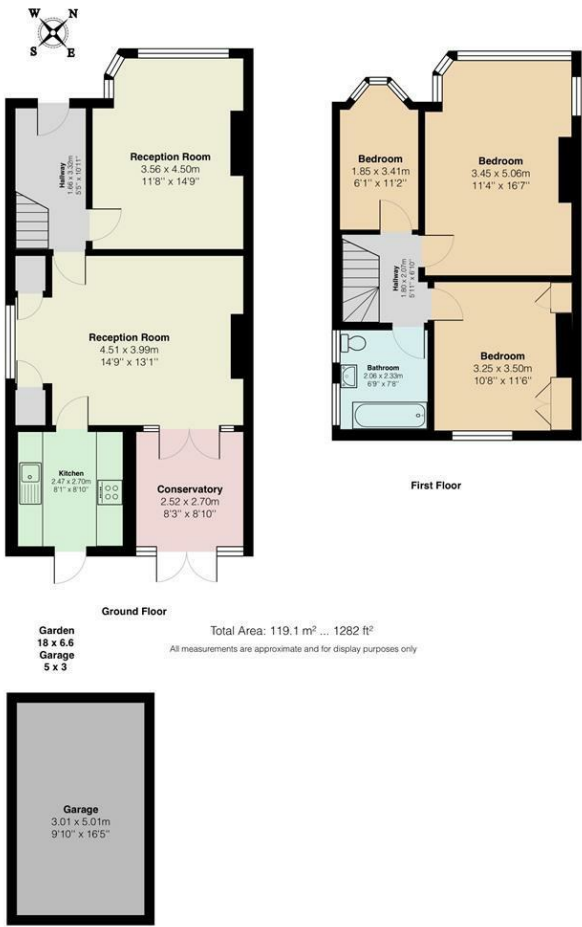 W N
S E
Reception Room
3.56 x 4.50m
11'8" x 14'9"
Hallway
1.66 x 3.32m
5'5" x 10'11"
Reception Room
4.51 x 3.99m
14'9" x 13'1"
Kitchen
2.47 x 2.70m
8'1" x 8'10"
Conservatory
2.52 x 2.70m
8'3" x 8'10"
Ground Floor
Bedroom
1.85 x 3.41m
6'1" x 11'2"
Bedroom
3.45 x 5.06m
11'4" x 16'7"
Hallway
1.80 x 2.07m
5'11" x 6'10"
Bathroom
2.06 x 2.33m
6'9" x 7'8"
Bedroom
3.25 x 3.50m
10'8" x 11'6"
First Floor
Garden
18 x 6.6
Garage
5 x 3
Total Area: 119.1 m² ... 1282 ft²
All measurements are approximate and for display purposes only
Garage
3.01 x 5.01m
9'10" x 16'5"